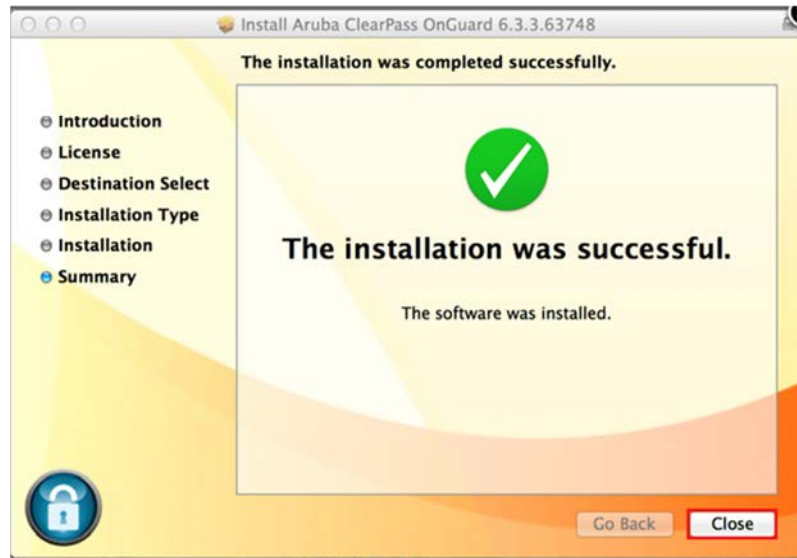 Install Aruba ClearPass OnGuard 6.3.3.63748
The installation was completed successfully.
Introduction
License
Destination Select
Installation Type
Installation
Summary
The installation was successful.
The software was installed.
Go Back
Close